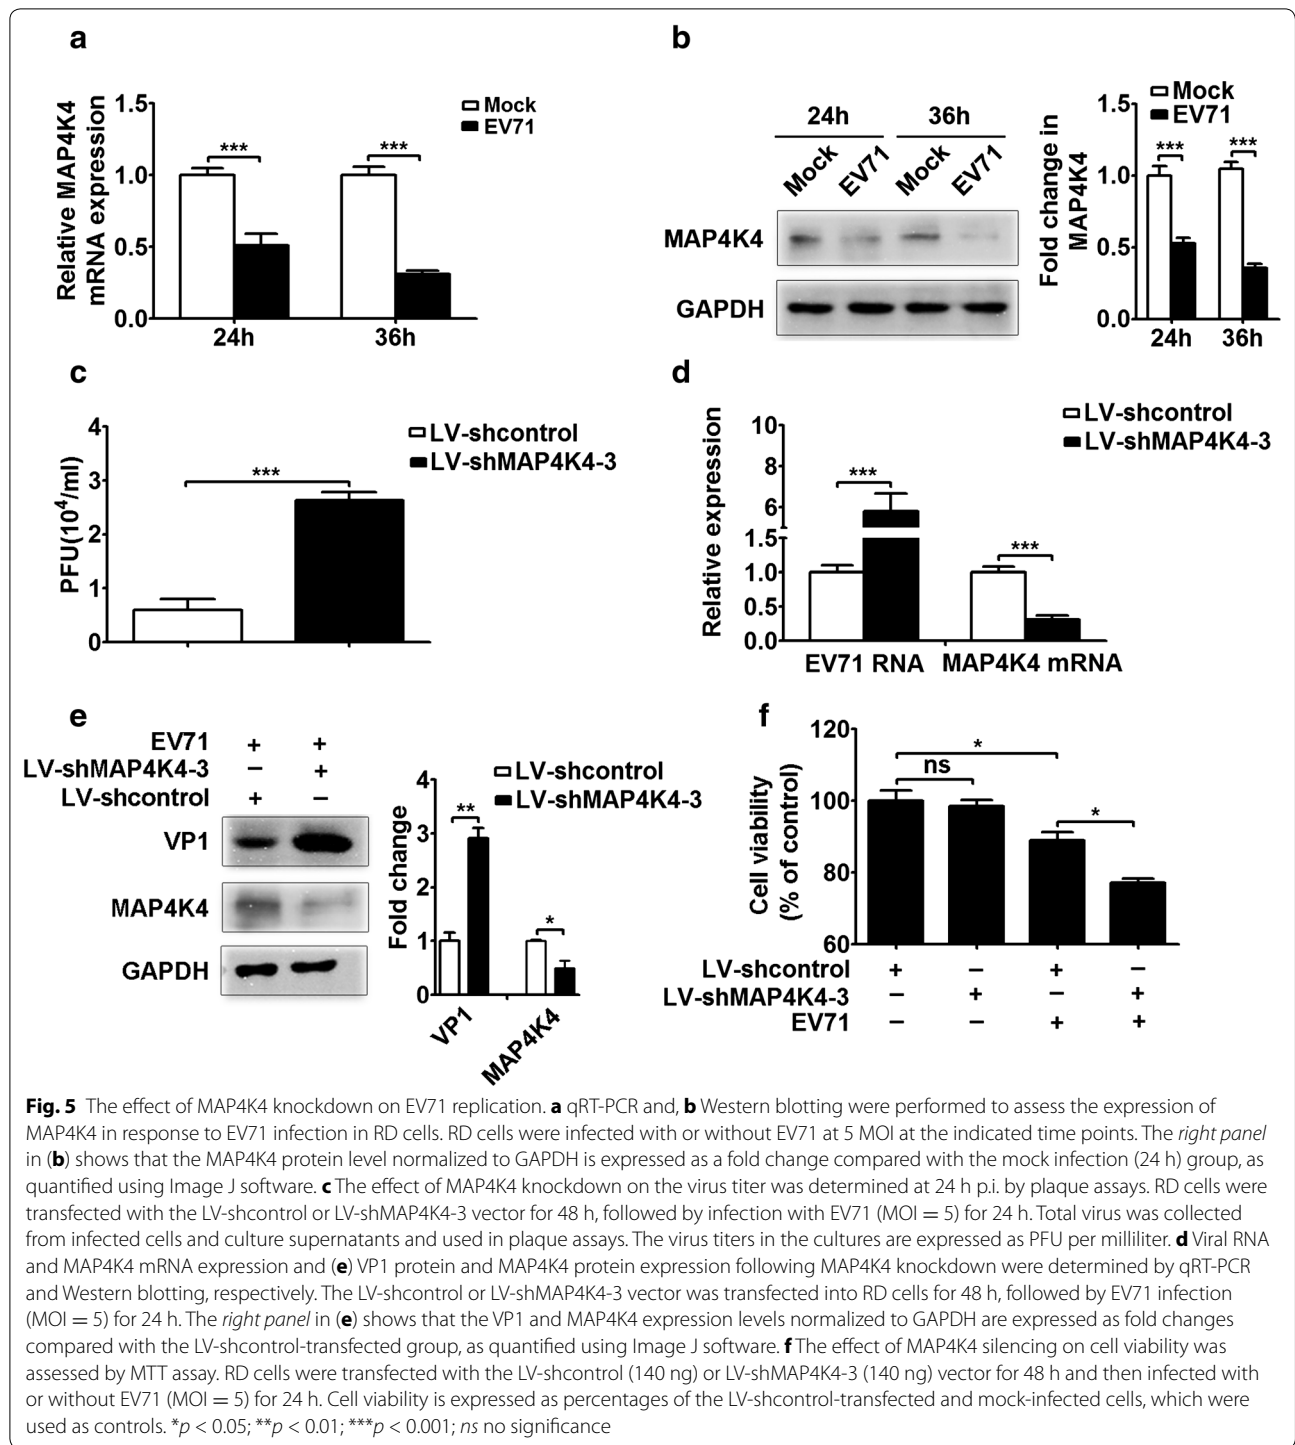 a
Relative MAP4K4
mRNA expression
1.5
1.0
0.5
0.0
***
***
24h
36h
Mock
EV71
b
24h
36h
Mock
EV71
Mock
EV71
MAP4K4
GAPDH
Fold change in
MAP4K4
1.5
1.0
0.5
0.0
Mock
EV71
***
***
24h
36h
c
PFU(10⁴/ml)
4
3
2
1
0
***
LV-shcontrol
LV-shMAP4K4-3
d
Relative expression
10
8
6
1.5
1.0
0.5
0.0
***
***
EV71 RNA
MAP4K4 mRNA
LV-shcontrol
LV-shMAP4K4-3
e
EV71 + +
LV-shMAP4K4-3 − +
LV-shcontrol + −
VP1
MAP4K4
GAPDH
Fold change
4
3
2
1
0
LV-shcontrol
LV-shMAP4K4-3
**
*
VP1
MAP4K4
f
Cell viability
(% of control)
120
100
80
60
*
ns
*
LV-shcontrol + − + −
LV-shMAP4K4-3 − + − +
EV71 − − + +
Fig. 5 The effect of MAP4K4 knockdown on EV71 replication. a qRT-PCR and, b Western blotting were performed to assess the expression of
MAP4K4 in response to EV71 infection in RD cells. RD cells were infected with or without EV71 at 5 MOI at the indicated time points. The right panel
in (b) shows that the MAP4K4 protein level normalized to GAPDH is expressed as a fold change compared with the mock infection (24 h) group, as
quantified using Image J software. c The effect of MAP4K4 knockdown on the virus titer was determined at 24 h p.i. by plaque assays. RD cells were
transfected with the LV-shcontrol or LV-shMAP4K4-3 vector for 48 h, followed by infection with EV71 (MOI = 5) for 24 h. Total virus was collected
from infected cells and culture supernatants and used in plaque assays. The virus titers in the cultures are expressed as PFU per milliliter. d Viral RNA
and MAP4K4 mRNA expression and (e) VP1 protein and MAP4K4 protein expression following MAP4K4 knockdown were determined by qRT-PCR
and Western blotting, respectively. The LV-shcontrol or LV-shMAP4K4-3 vector was transfected into RD cells for 48 h, followed by EV71 infection
(MOI = 5) for 24 h. The right panel in (e) shows that the VP1 and MAP4K4 expression levels normalized to GAPDH are expressed as fold changes
compared with the LV-shcontrol-transfected group, as quantified using Image J software. f The effect of MAP4K4 silencing on cell viability was
assessed by MTT assay. RD cells were transfected with the LV-shcontrol (140 ng) or LV-shMAP4K4-3 (140 ng) vector for 48 h and then infected with
or without EV71 (MOI = 5) for 24 h. Cell viability is expressed as percentages of the LV-shcontrol-transfected and mock-infected cells, which were
used as controls. *p < 0.05; **p < 0.01; ***p < 0.001; ns no significance